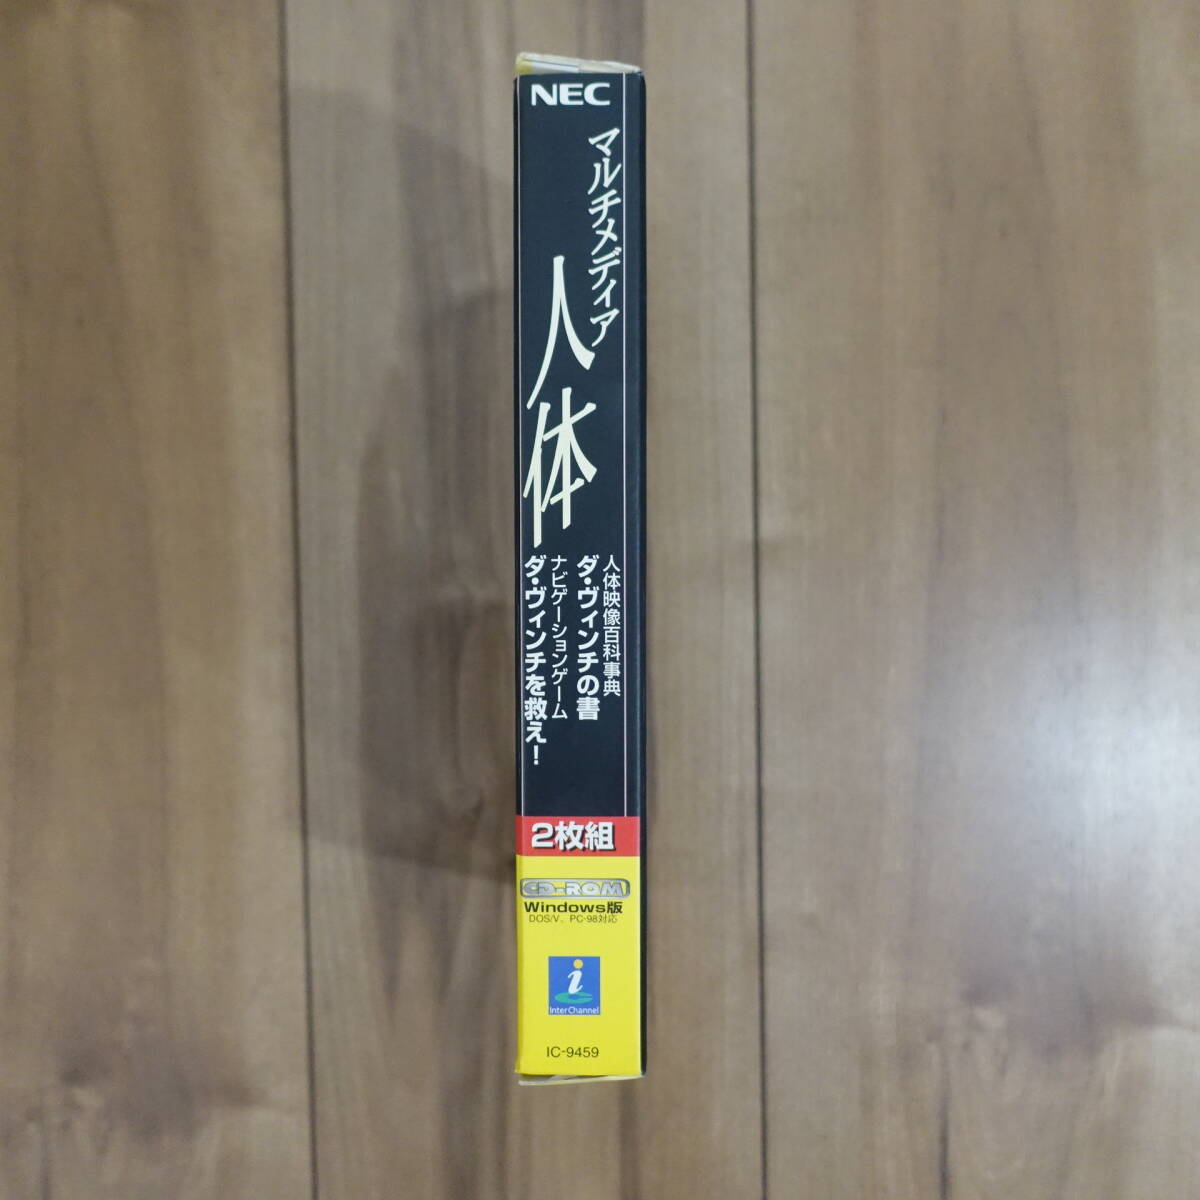 NEC
マルチメディア
人体
人体映像百科事典
ダ・ヴィンチの書
ナビゲーションゲーム
ダ・ヴィンチを救え!
2枚組
CD-ROM
Windows版
DOS/V、PC-98対応
i
InterChannel
IC-9459